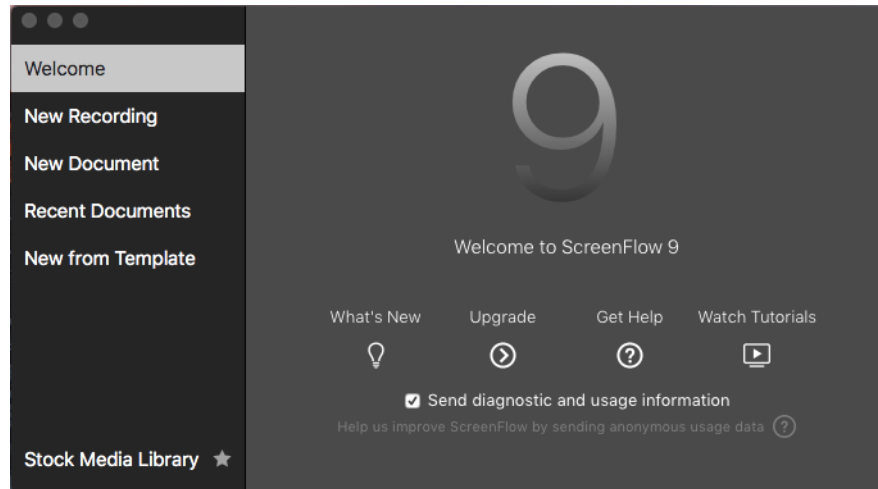 Welcome
New Recording
New Document
Recent Documents
New from Template
Stock Media Library
9
Welcome to ScreenFlow 9
What's New
Upgrade
Get Help
Watch Tutorials
Send diagnostic and usage information
Help us improve ScreenFlow by sending anonymous usage data ?